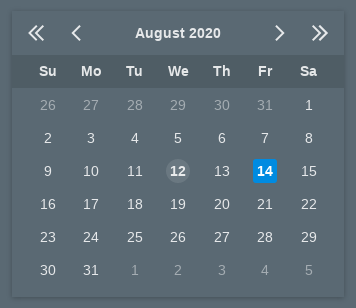 August 2020
Su Mo Tu We Th Fr Sa
26 27 28 29 30 31 1
2 3 4 5 6 7 8
9 10 11 12 13 14 15
16 17 18 19 20 21 22
23 24 25 26 27 28 29
30 31 1 2 3 4 5